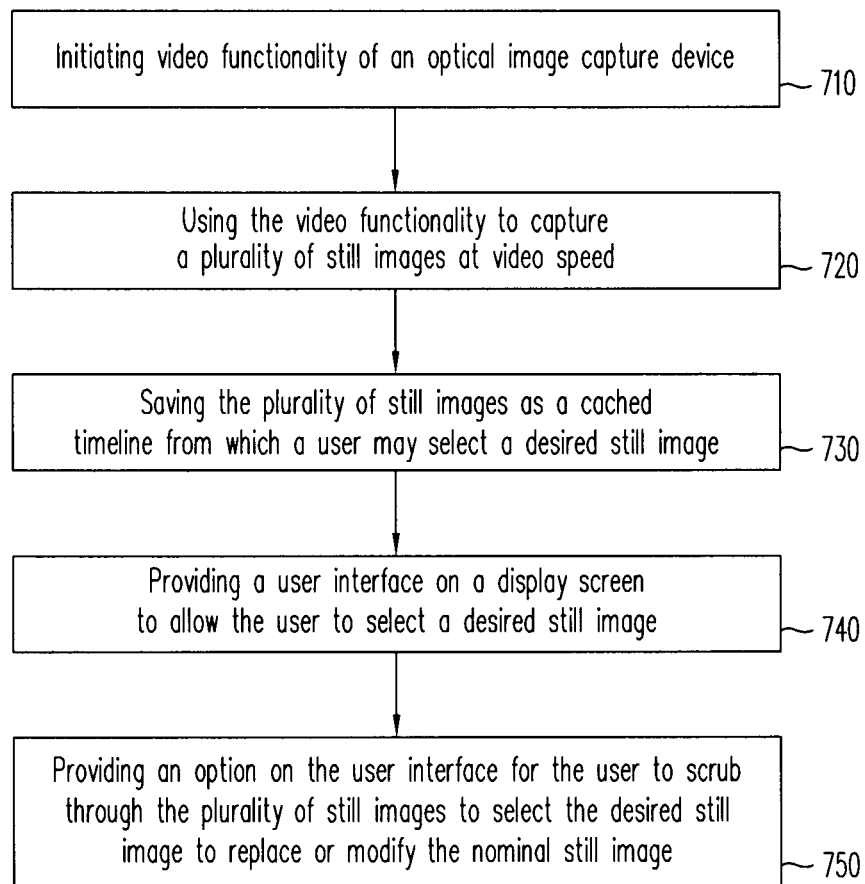 Initiating video functionality of an optical image capture device
710
Using the video functionality to capture
a plurality of still images at video speed
720
Saving the plurality of still images as a cached
timeline from which a user may select a desired still image
730
Providing a user interface on a display screen
to allow the user to select a desired still image
740
Providing an option on the user interface for the user to scrub
through the plurality of still images to select the desired still
image to replace or modify the nominal still image
750